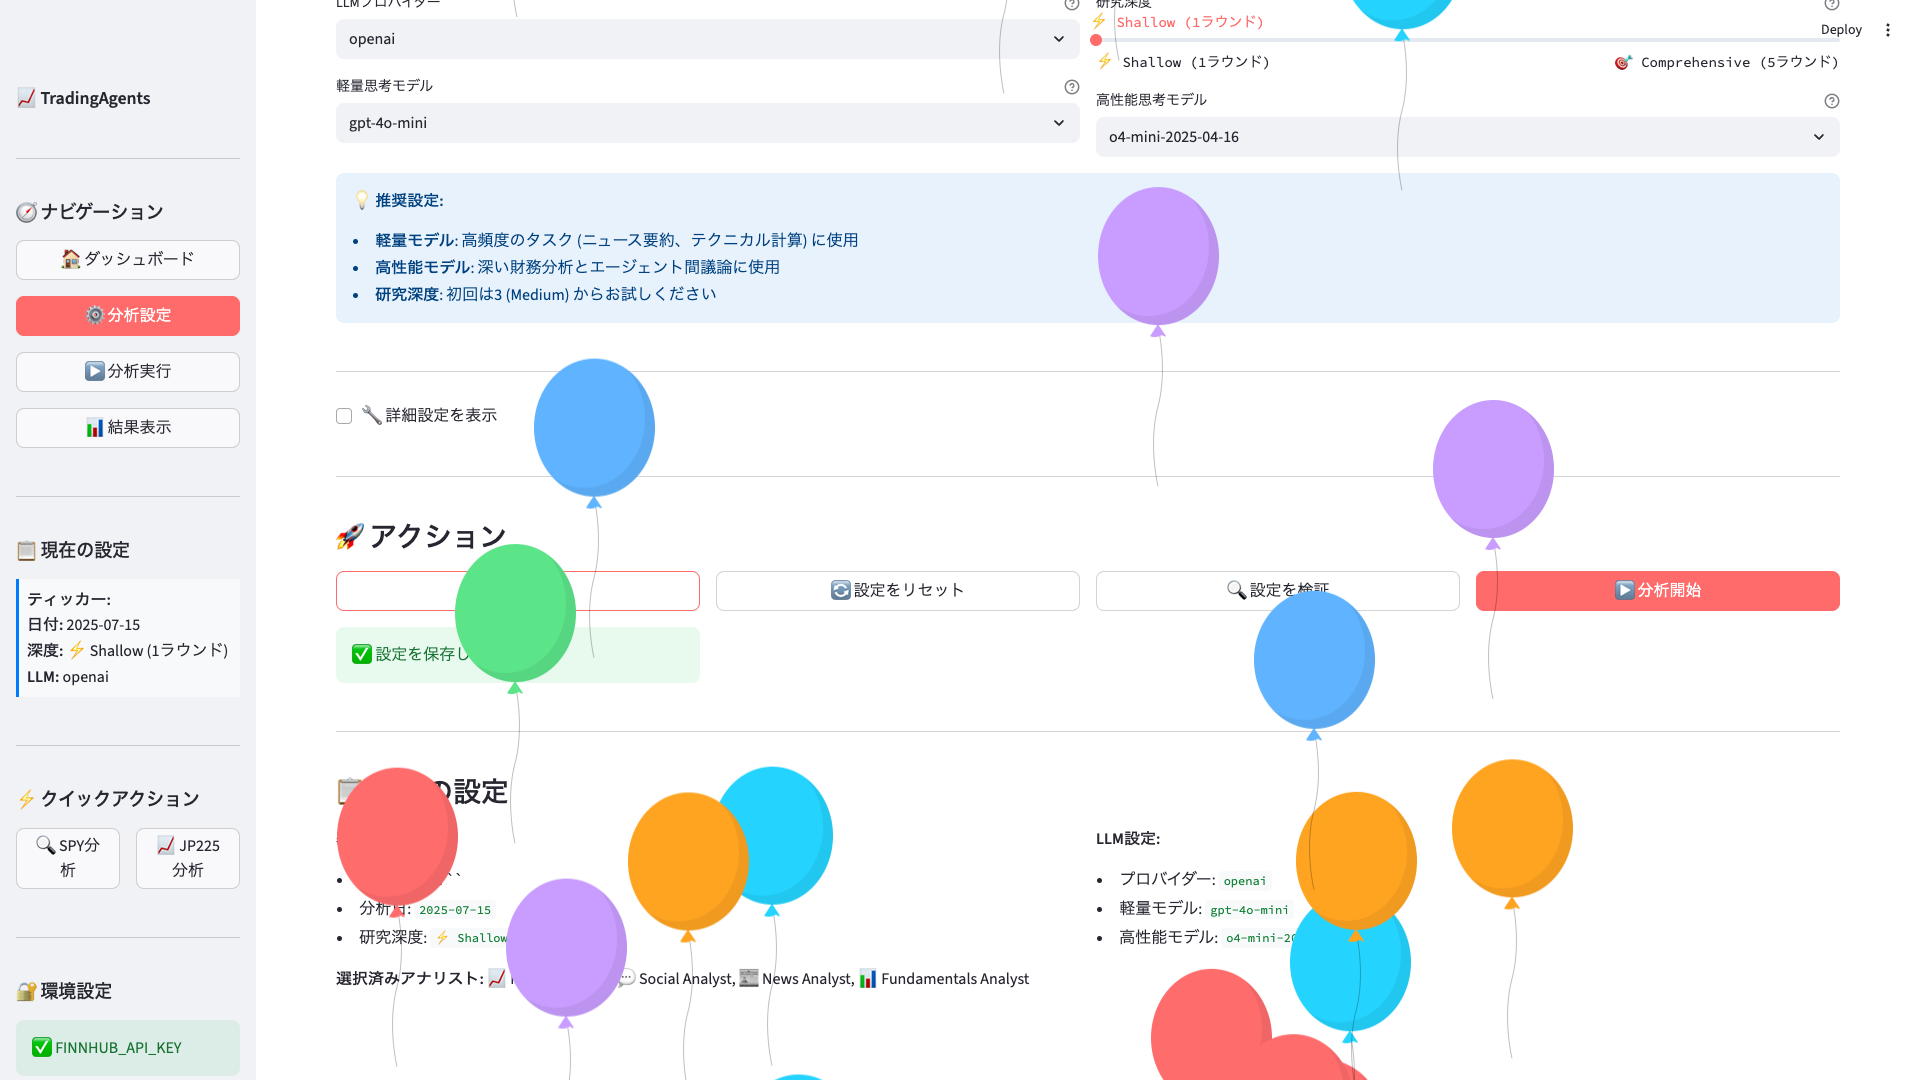 TradingAgents
ナビゲーション
ダッシュボード
分析設定
分析実行
結果表示
現在の設定
ティッカー:
日付: 2025-07-15
深度: ⚡ Shallow (1ラウンド)
LLM: openai
クイックアクション
SPY分
析
JP225
分析
環境設定
FINNHUB_API_KEY
Deploy
LLMプロバイダー
openai
軽量思考モデル
gpt-4o-mini
研究深度
⚡ Shallow (1ラウンド)
⚡ Shallow (1ラウンド)
Comprehensive (5ラウンド)
高性能思考モデル
o4-mini-2025-04-16
推奨設定:
• 軽量モデル: 高頻度のタスク (ニュース要約、テクニカル計算) に使用
• 高性能モデル: 深い財務分析とエージェント間議論に使用
• 研究深度: 初回は3 (Medium) からお試しください
詳細設定を表示
アクション
設定をリセット
設定を検証
分析開始
設定を保存し
の設定
• 分析日: 2025-07-15
• 研究深度: ⚡ Shallow
選択済みアナリスト:
Social Analyst, News Analyst, Fundamentals Analyst
LLM設定:
• プロバイダー: openai
• 軽量モデル: gpt-4o-mini
• 高性能モデル: o4-mini-20